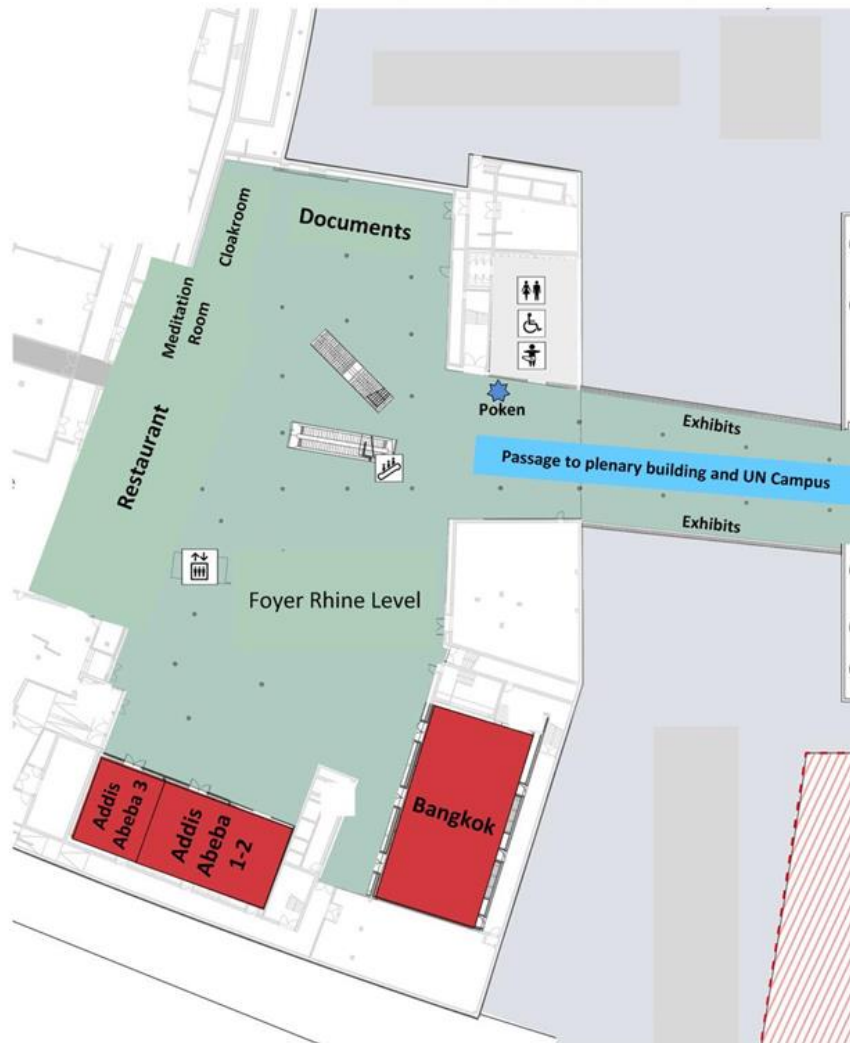 Documents
Cloakroom
Meditation
Room
Restaurant
Poken
Exhibits
Passage to plenary building and UN Campus
Exhibits
Foyer Rhine Level
Addis
Abeba 3
Addis
Abeba
1-2
Bangkok